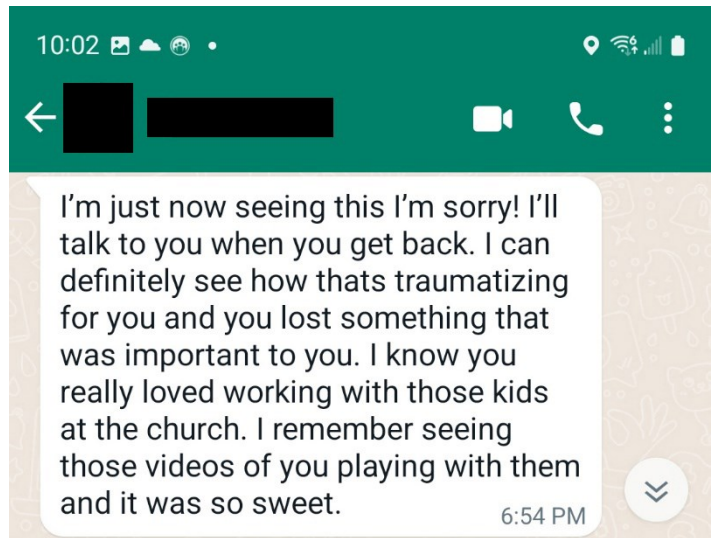 10:02
I'm just now seeing this I'm sorry! I'll
talk to you when you get back. I can
definitely see how thats traumatizing
for you and you lost something that
was important to you. I know you
really loved working with those kids
at the church. I remember seeing
those videos of you playing with them
and it was so sweet.
6:54 PM